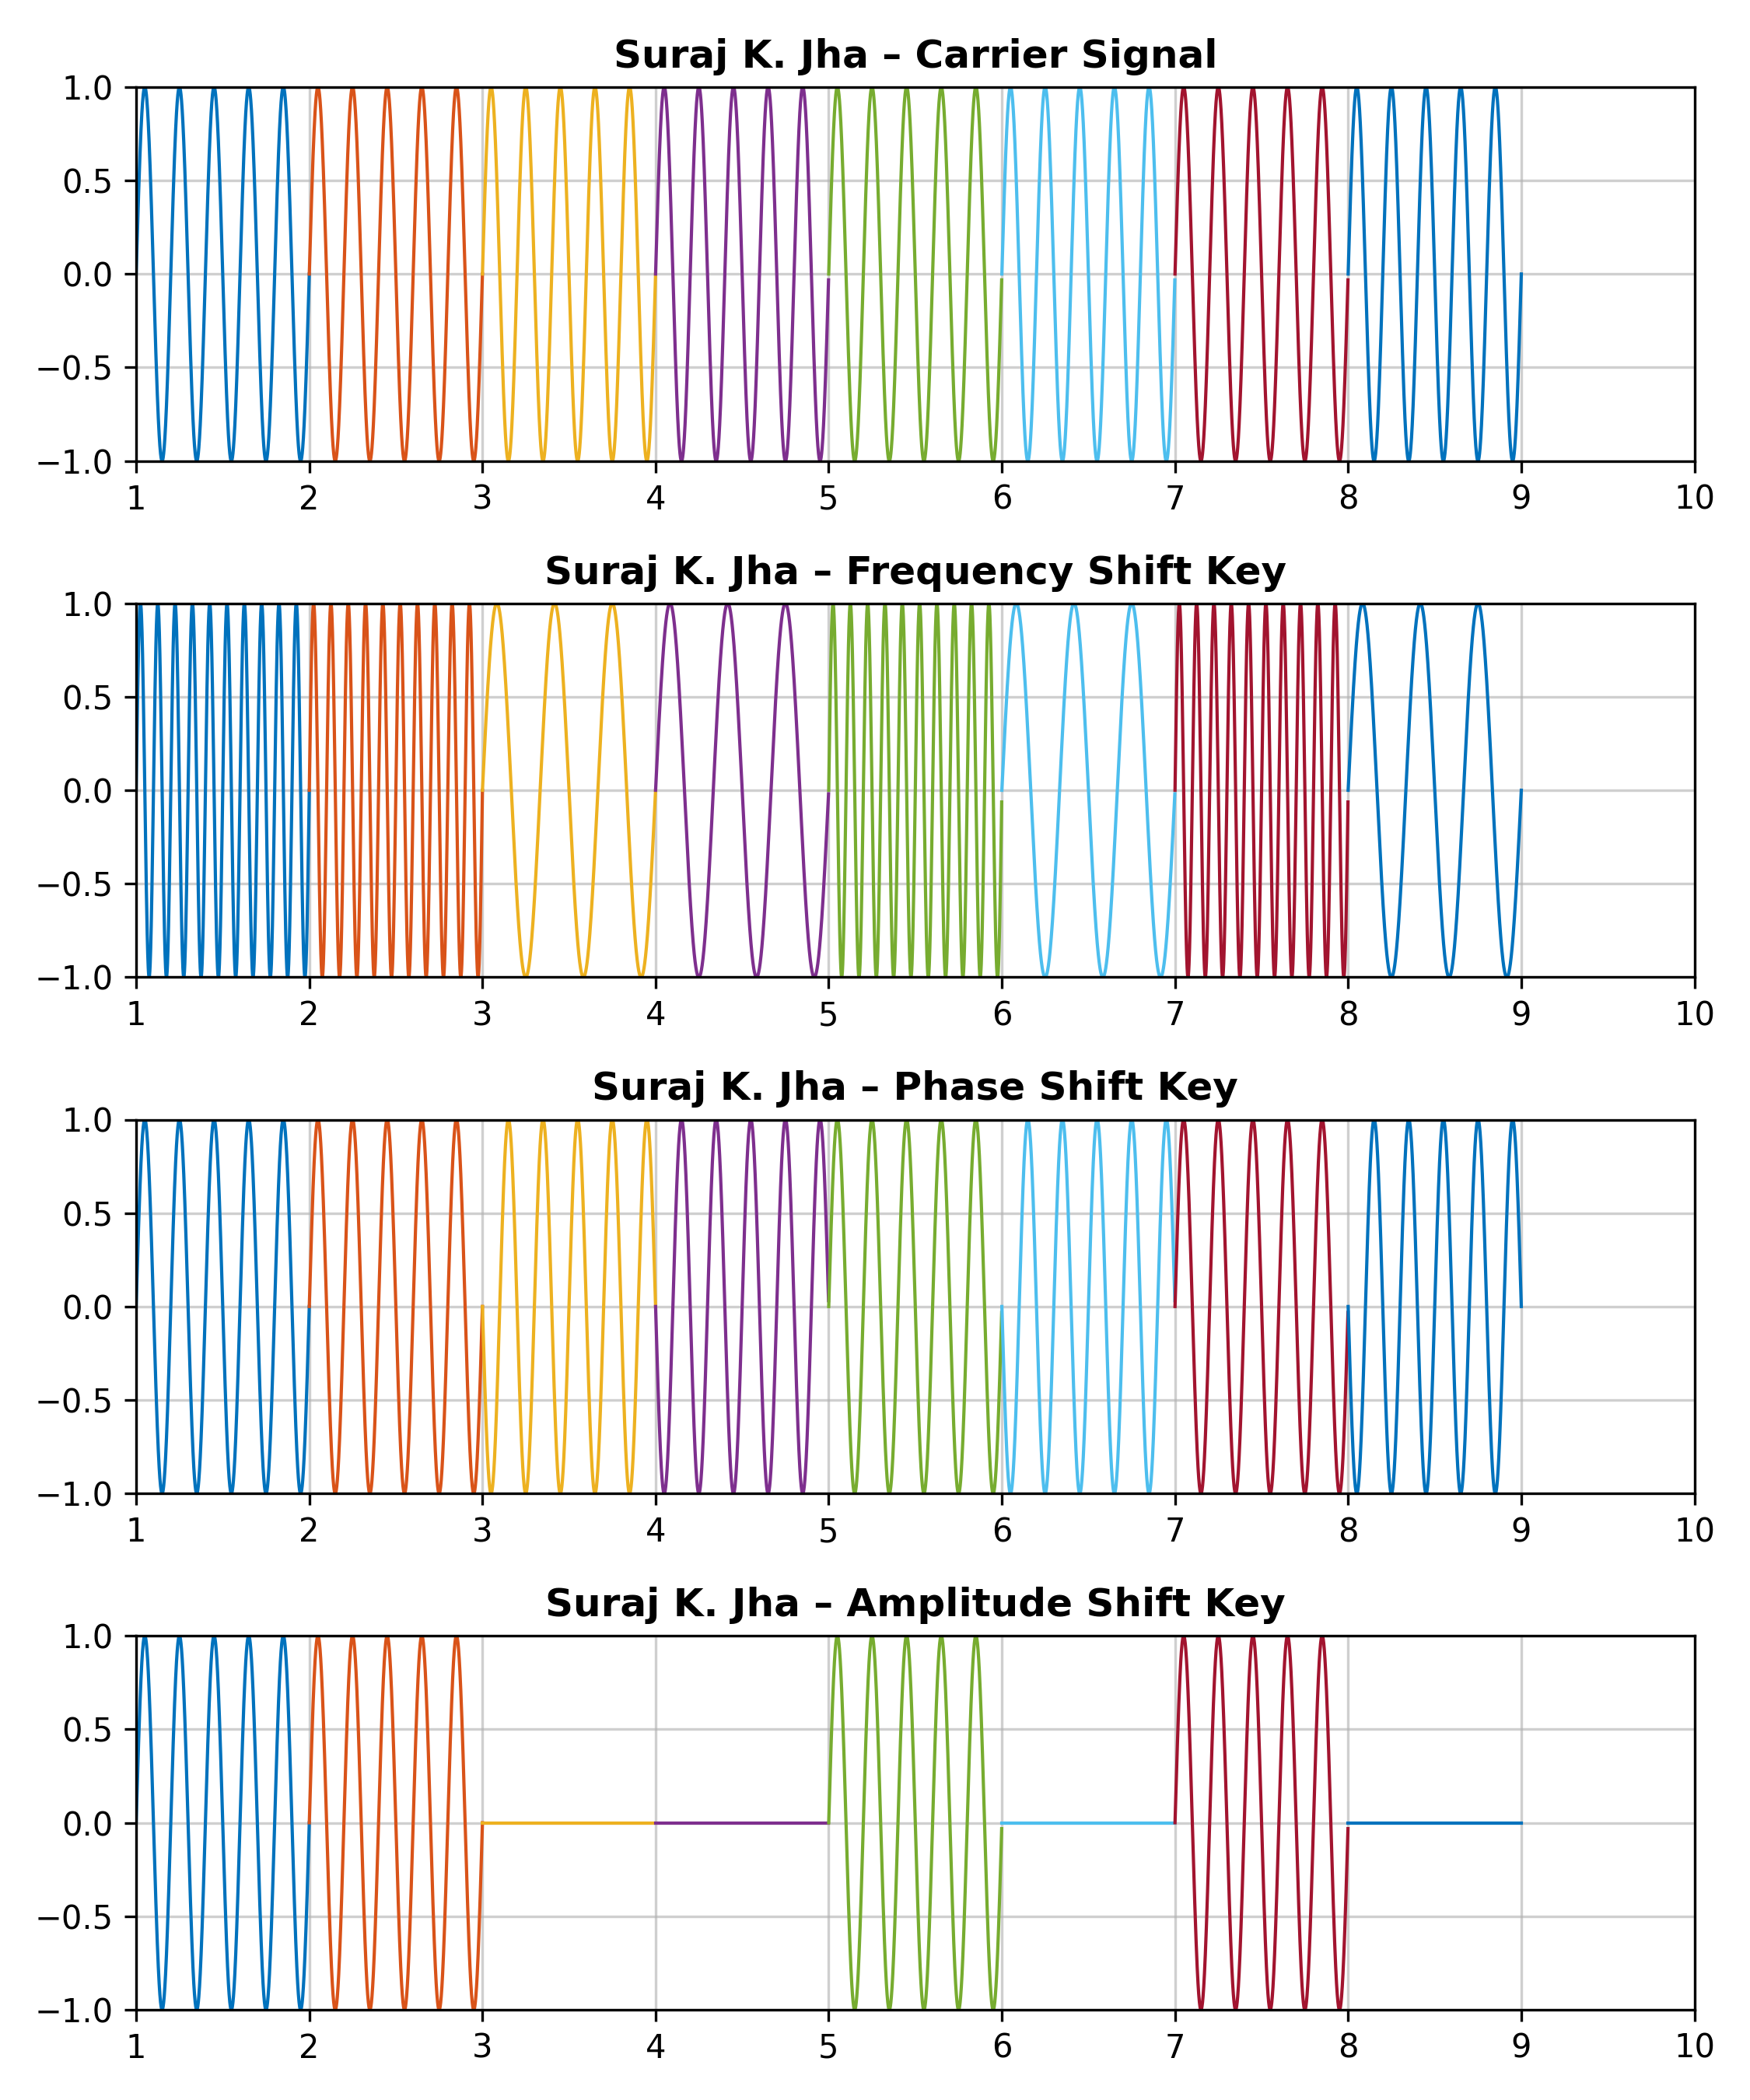 Suraj K. Jha – Carrier Signal
1.0
0.5
0.0
−0.5
−1.0
1 2 3 4 5 6 7 8 9 10
Suraj K. Jha – Frequency Shift Key
1.0
0.5
0.0
−0.5
−1.0
1 2 3 4 5 6 7 8 9 10
Suraj K. Jha – Phase Shift Key
1.0
0.5
0.0
−0.5
−1.0
1 2 3 4 5 6 7 8 9 10
Suraj K. Jha – Amplitude Shift Key
1.0
0.5
0.0
−0.5
−1.0
1 2 3 4 5 6 7 8 9 10